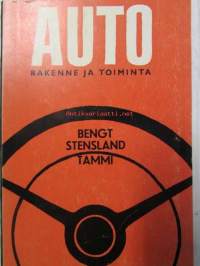 AUTO
RAKENNE JA TOIMINTA
BENGT
STENSLAND
TAMMI